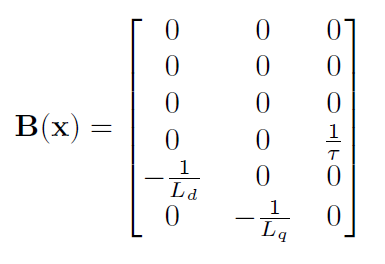 0 0 0
0 0 0
0 0 0
B(x) = 0 0 1/τ
-1/L_d 0 0
0 -1/L_q 0